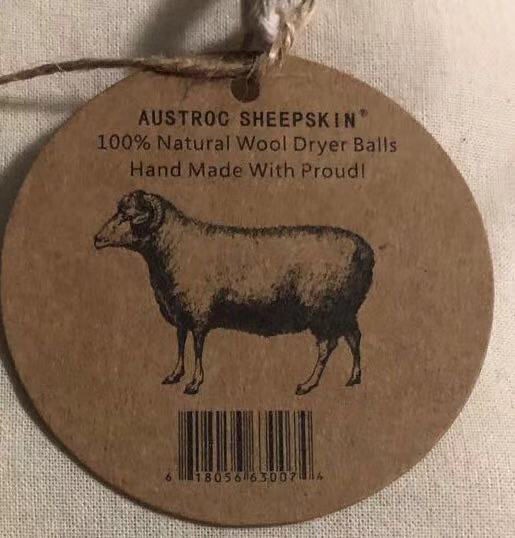 AUSTROC SHEEPSKIN®
100% Natural Wool Dryer Balls
Hand Made With Proud!
6 18056 63007 4